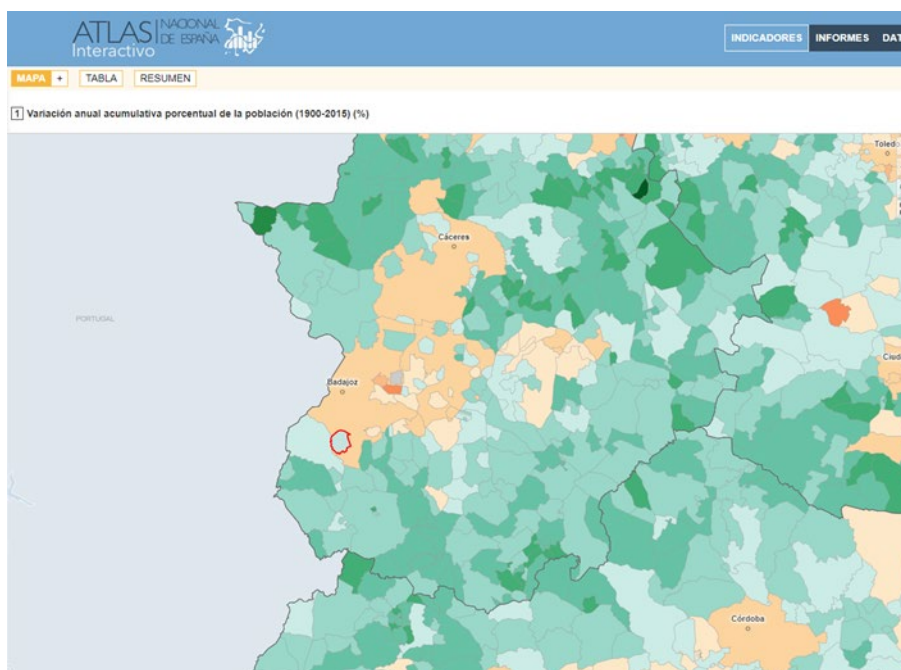 ATLAS NACIONAL
DE ESPAÑA
Interactivo
INDICADORES INFORMES DAT
MAPA + TABLA RESUMEN
1 Variación anual acumulativa porcentual de la población (1900-2015) (%)
Toledo
Cáceres
PORTUGAL
Ciud
Badajoz
Córdoba